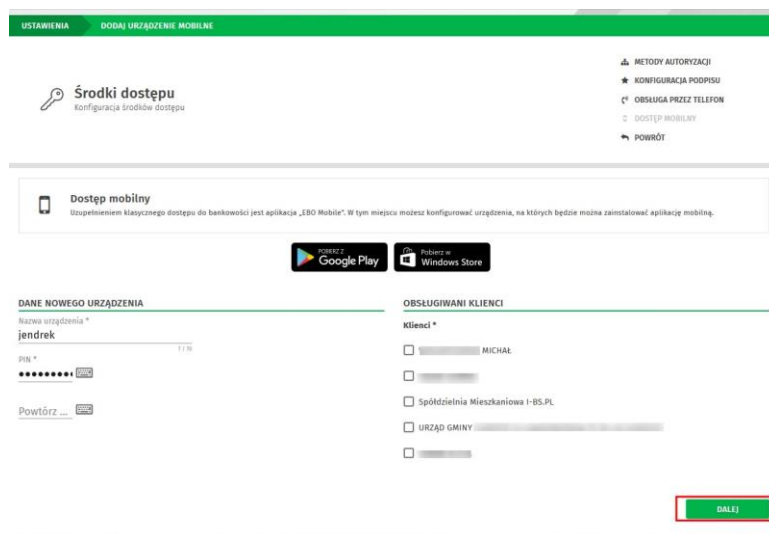 USTAWIENIA DODAJ URZĄDZENIE MOBILNE
METODY AUTORYZACJI
KONFIGURACJA PODPISU
OBSŁUGA PRZEZ TELEFON
DOSTĘP MOBILNY
POWRÓT
Środki dostępu
Konfiguracja środków dostępu
Dostęp mobilny
Uzupełnieniem klasycznego dostępu do bankowości jest aplikacja „EBO Mobile". W tym miejscu możesz konfigurować urządzenia, na których będzie można zainstalować aplikację mobilną.
POBIERZ Z
Google Play
Pobierz w
Windows Store
DANE NOWEGO URZĄDZENIA
Nazwa urządzenia *
jendrek
PIN *
Powtórz ...
OBSŁUGIWANI KLIENCI
Klienci *
MICHAŁ
Spółdzielnia Mieszkaniowa I-BS.PL
URZĄD GMINY
DALEJ